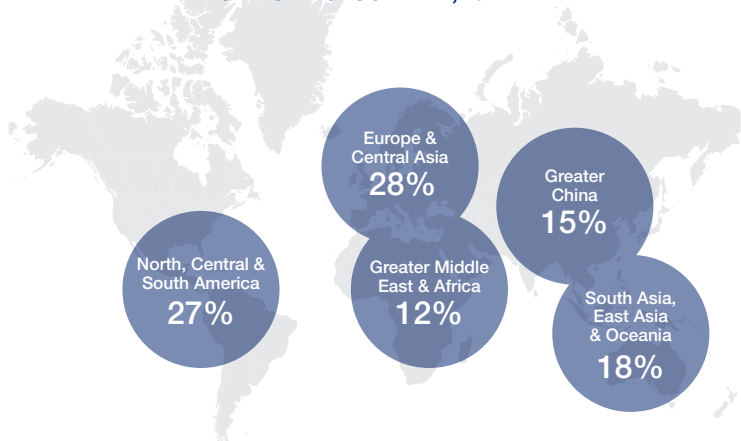 Europe &
Central Asia
28%
Greater
China
15%
North, Central &
South America
27%
Greater Middle
East & Africa
12%
South Asia,
East Asia
& Oceania
18%